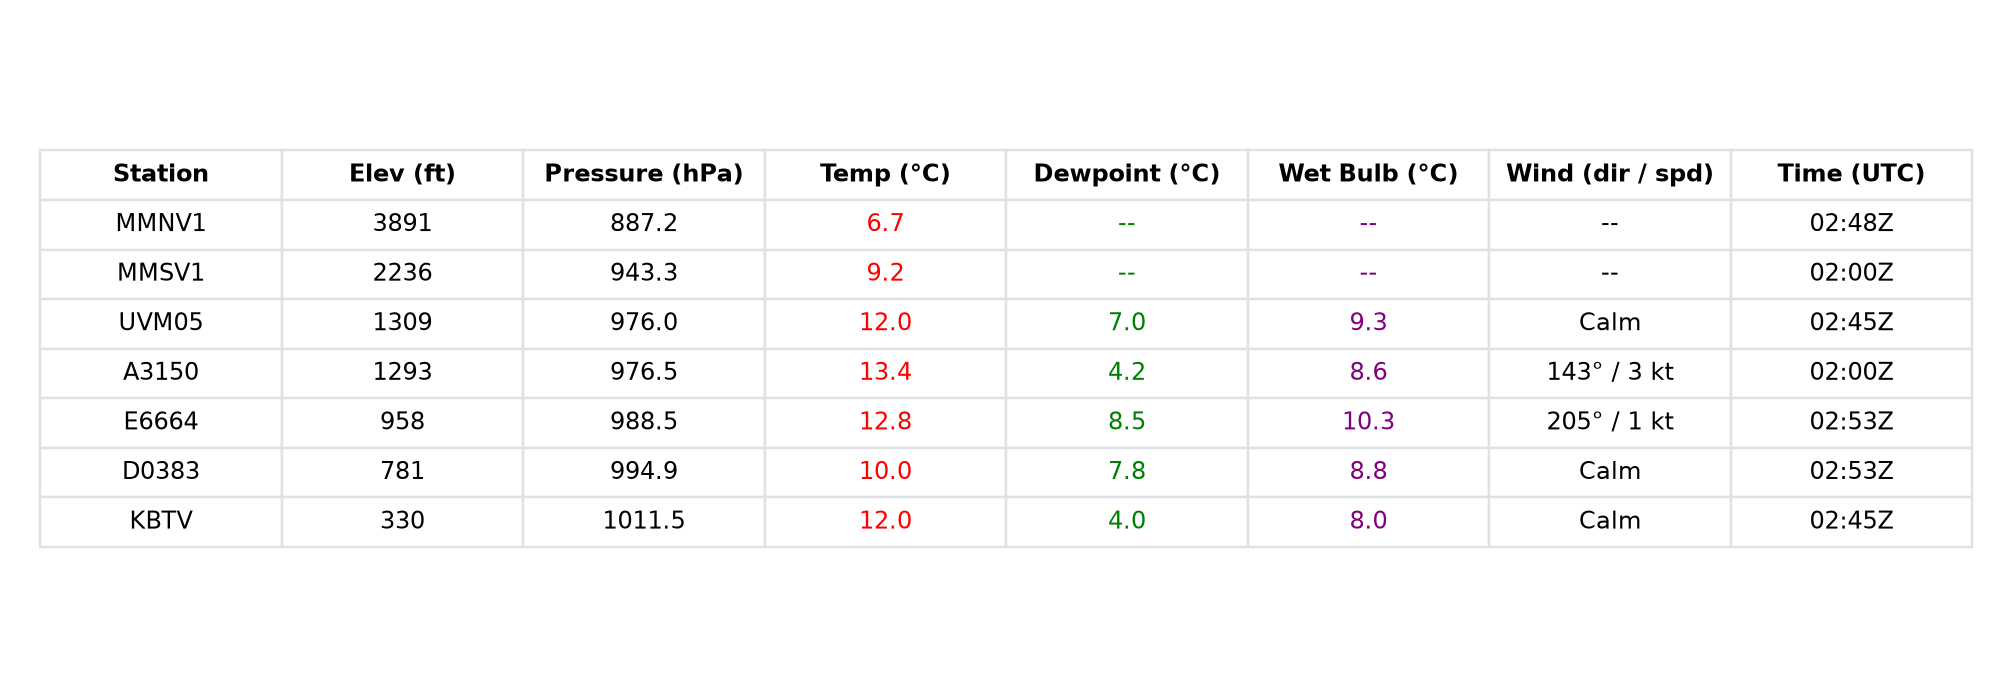 Station Elev (ft) Pressure (hPa) Temp (°C) Dewpoint (°C) Wet Bulb (°C) Wind (dir / spd) Time (UTC)
MMNV1 3891 887.2 6.7 -- -- -- 02:48Z
MMSV1 2236 943.3 9.2 -- -- -- 02:00Z
UVM05 1309 976.0 12.0 7.0 9.3 Calm 02:45Z
A3150 1293 976.5 13.4 4.2 8.6 143° / 3 kt 02:00Z
E6664 958 988.5 12.8 8.5 10.3 205° / 1 kt 02:53Z
D0383 781 994.9 10.0 7.8 8.8 Calm 02:53Z
KBTV 330 1011.5 12.0 4.0 8.0 Calm 02:45Z